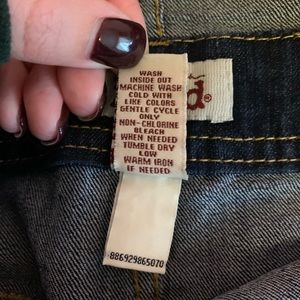 WASH
INSIDE OUT
MACHINE WASH
COLD WITH
LIKE COLORS
GENTLE CYCLE
ONLY
NON-CHLORINE
BLEACH
WHEN NEEDED
TUMBLE DRY
LOW
WARM IRON
IF NEEDED
886929865070